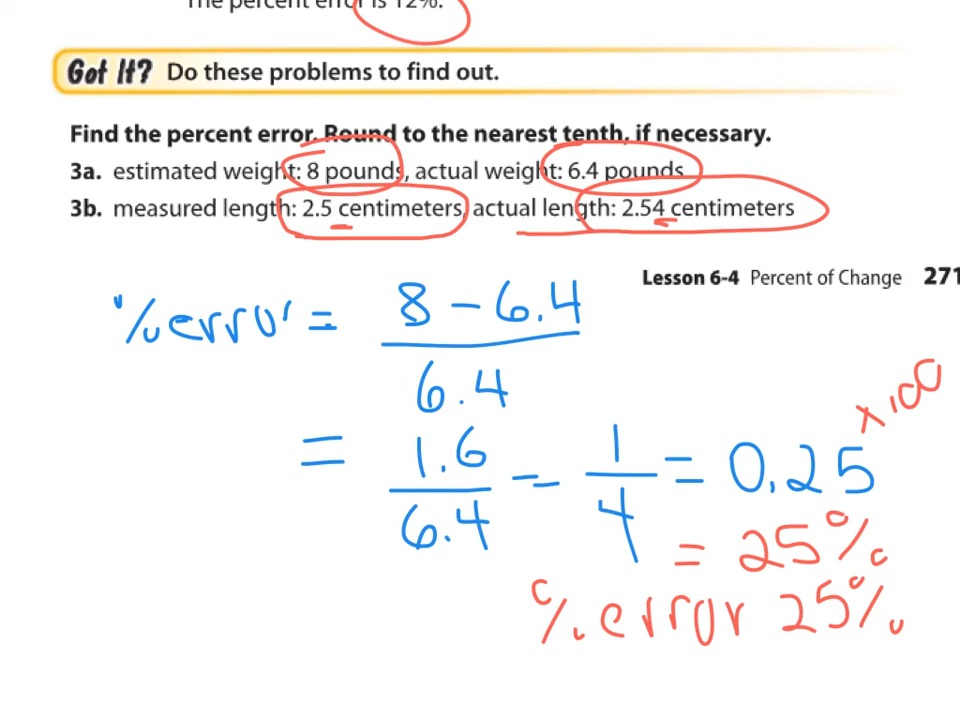 The percent error is 12%.
Got It? Do these problems to find out.
Find the percent error. Round to the nearest tenth, if necessary.
3a. estimated weight: 8 pounds, actual weight: 6.4 pounds
3b. measured length: 2.5 centimeters, actual length: 2.54 centimeters
Lesson 6-4 Percent of Change 271
% error = 8 - 6.4
6.4
x 100
= 1.6 = 1 = 0.25
6.4 4
= 25%
% error 25%